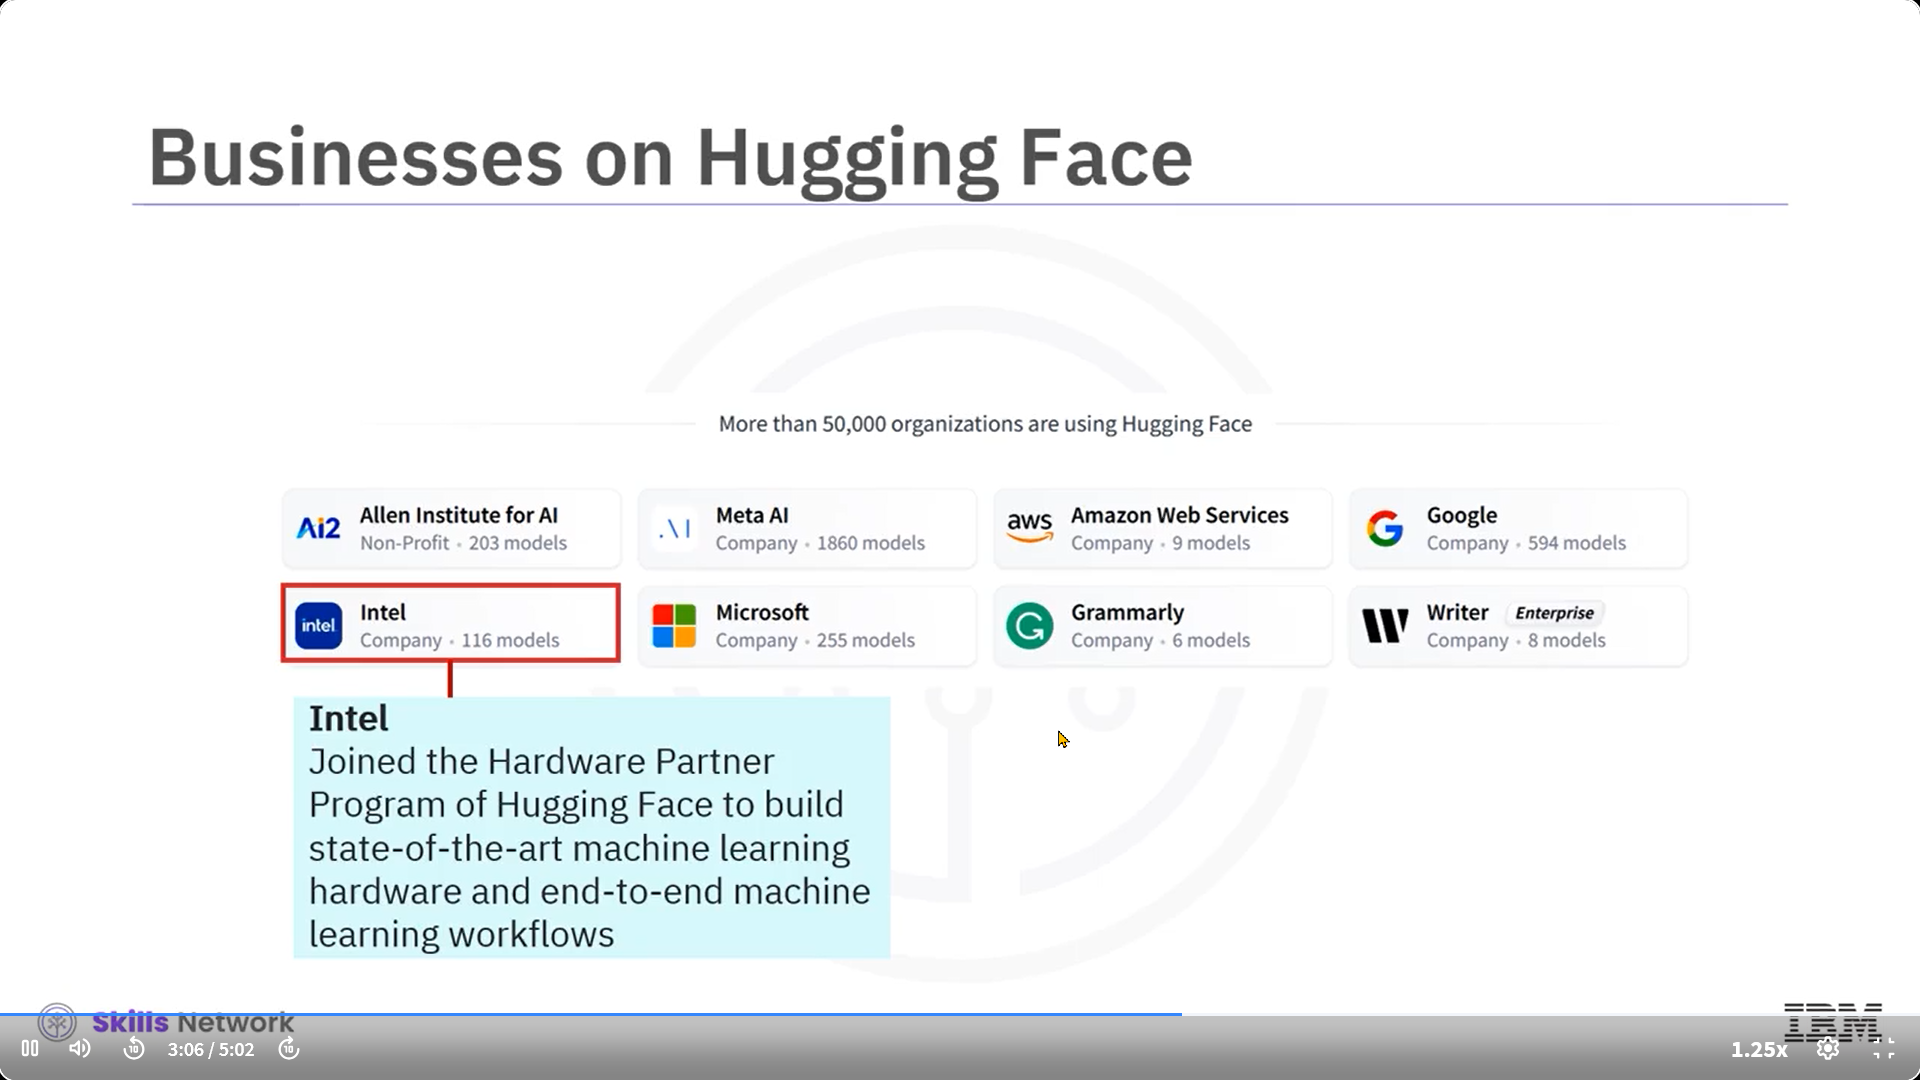 Businesses on Hugging Face
More than 50,000 organizations are using Hugging Face
Ai2
Allen Institute for AI
Non-Profit • 203 models
Meta AI
Company • 1860 models
aws
Amazon Web Services
Company • 9 models
G
Google
Company • 594 models
intel
Intel
Company • 116 models
Microsoft
Company • 255 models
Grammarly
Company • 6 models
Writer Enterprise
Company • 8 models
Intel
Joined the Hardware Partner
Program of Hugging Face to build
state-of-the-art machine learning
hardware and end-to-end machine
learning workflows
Skills Network
IBM
10
3:06 / 5:02
10
1.25x